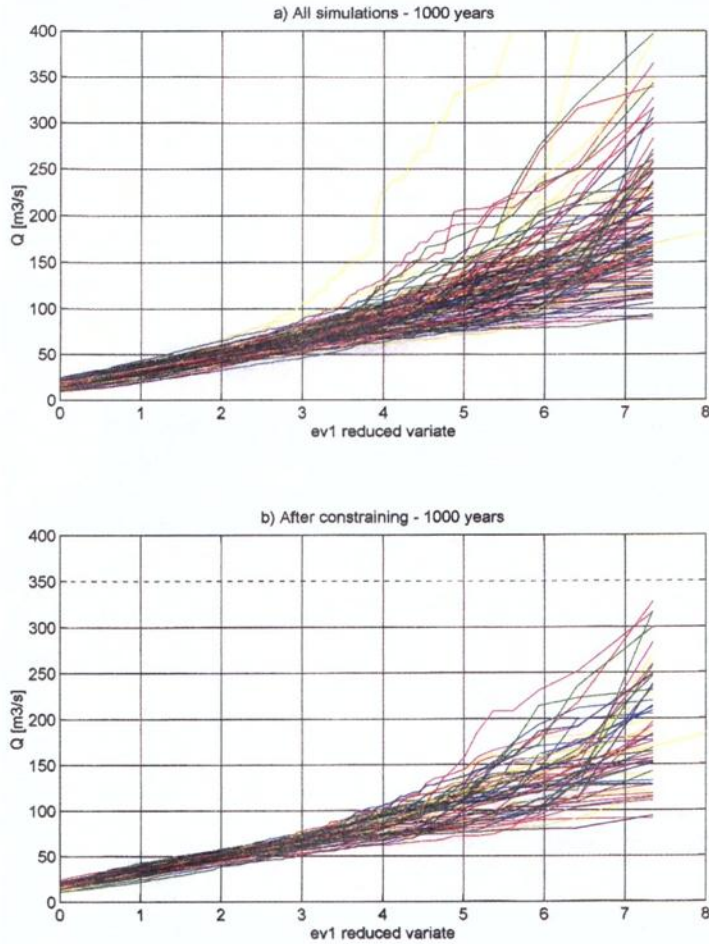 a) All simulations - 1000 years
400
350
300
250
200
150
100
50
0
Q [m3/s]
0 1 2 3 4 5 6 7 8
ev1 reduced variate
b) After constraining - 1000 years
400
350
300
250
200
150
100
50
0
Q [m3/s]
0 1 2 3 4 5 6 7 8
ev1 reduced variate